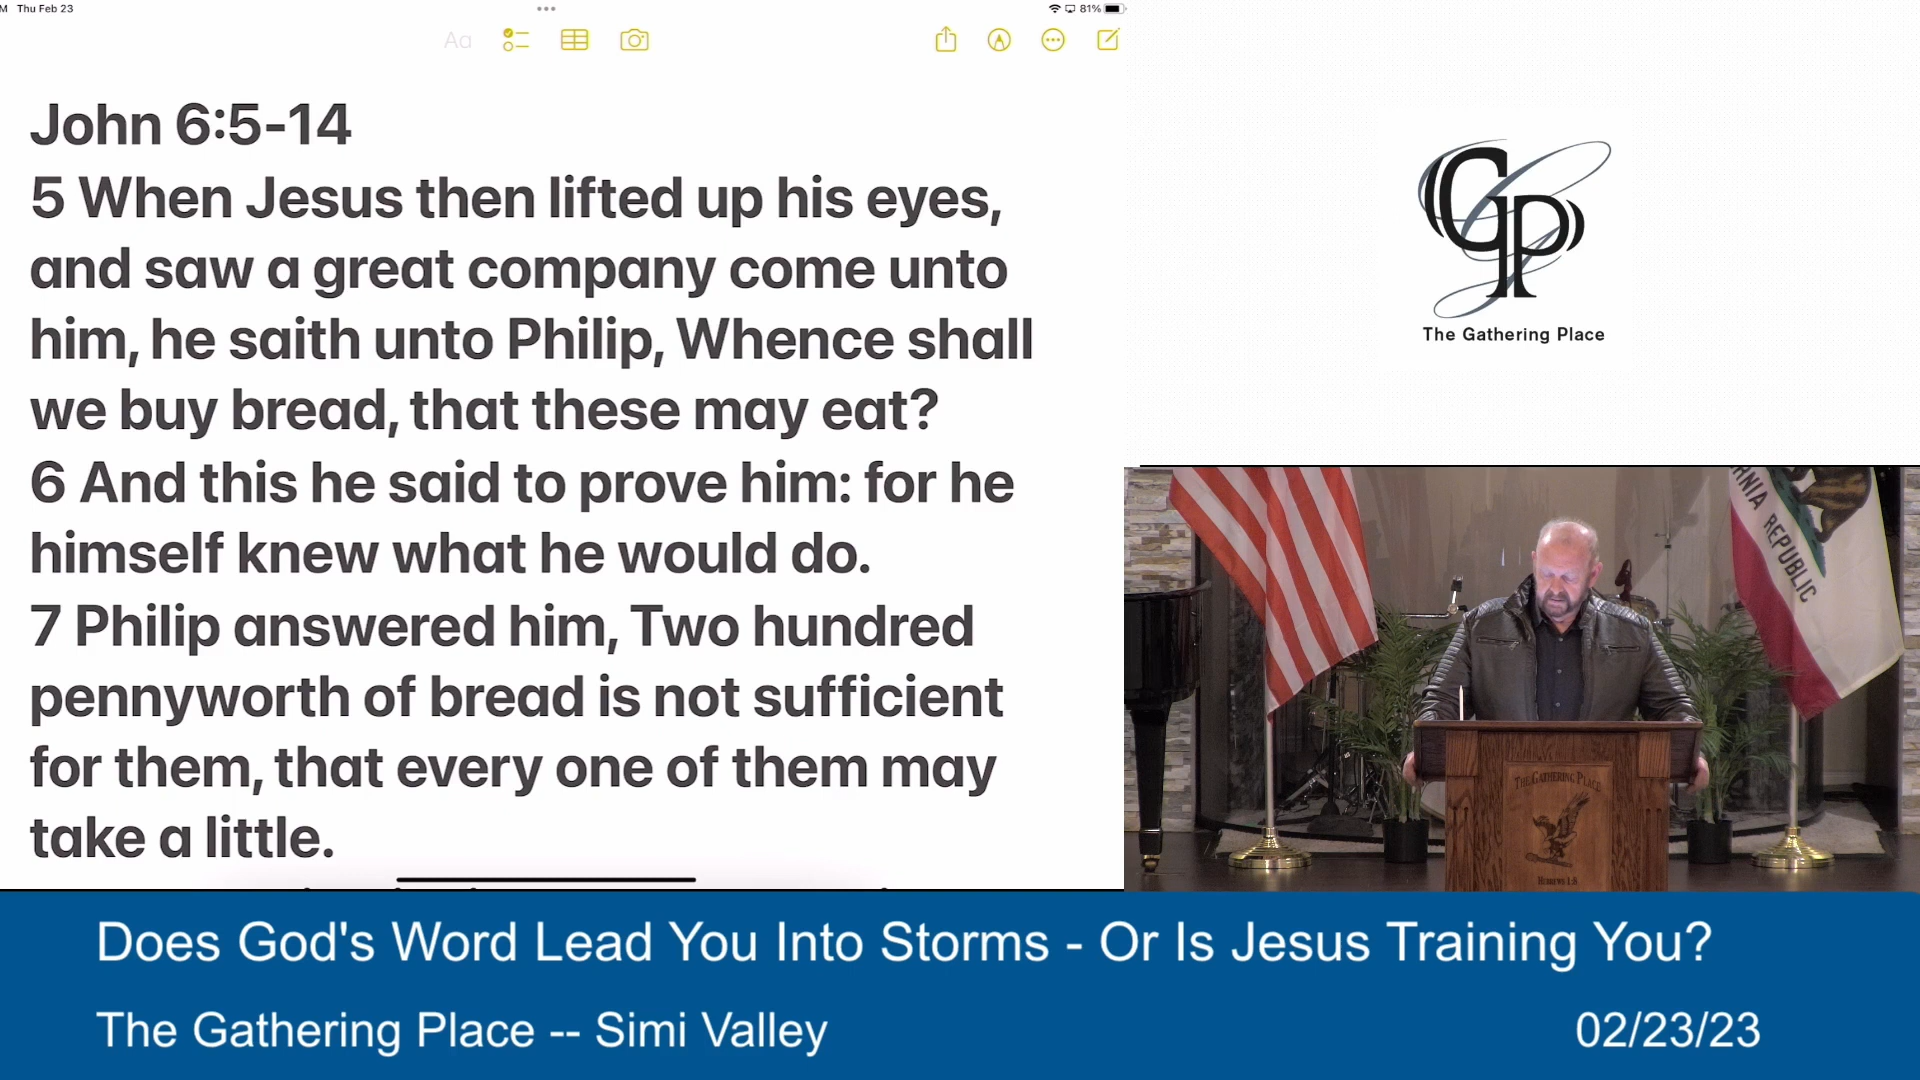 M Thu Feb 23
81%
Aa
John 6:5-14
5 When Jesus then lifted up his eyes,
and saw a great company come unto
him, he saith unto Philip, Whence shall
we buy bread, that these may eat?
6 And this he said to prove him: for he
himself knew what he would do.
7 Philip answered him, Two hundred
pennyworth of bread is not sufficient
for them, that every one of them may
take a little.
GP
The Gathering Place
RNIA REPUBLIC
THE GATHERING PLACE
HEBREWS 1:8
Does God's Word Lead You Into Storms - Or Is Jesus Training You?
The Gathering Place -- Simi Valley
02/23/23